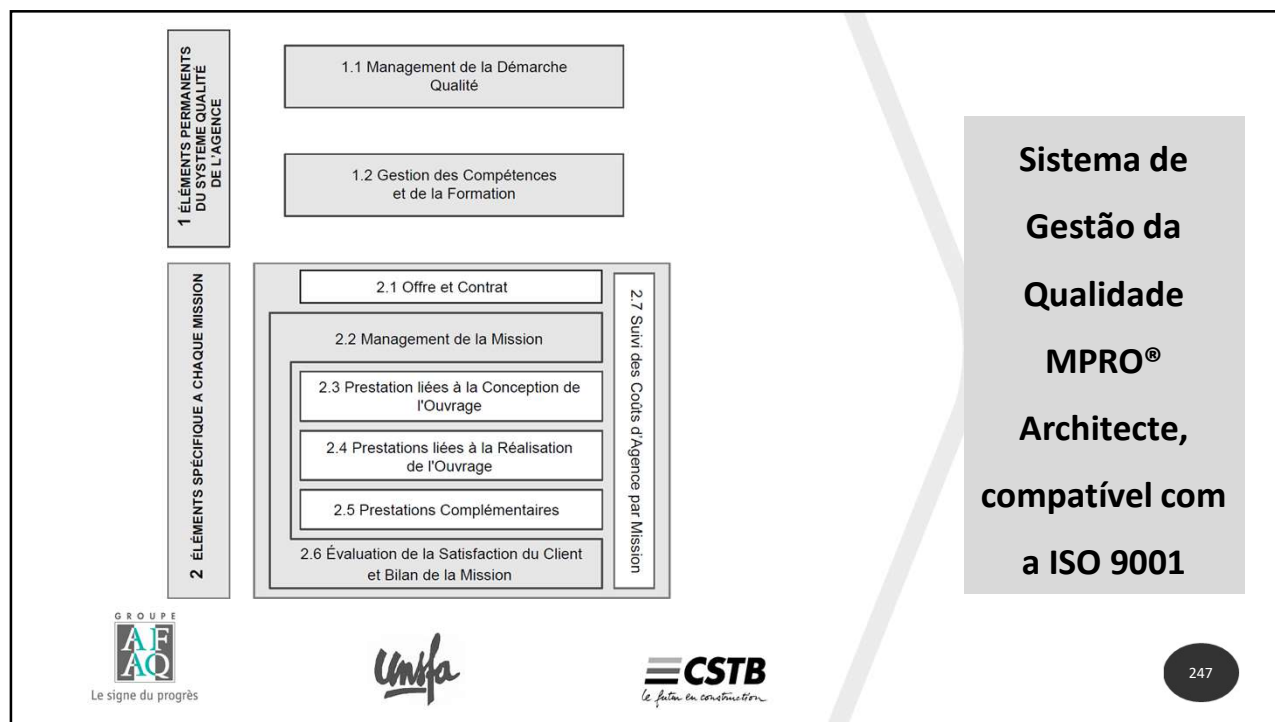 1 ÉLÉMENTS PERMANENTS
DU SYSTEME QUALITÉ
DE L'AGENCE
1.1 Management de la Démarche
Qualité
1.2 Gestion des Compétences
et de la Formation
2 ÉLÉMENTS SPÉCIFIQUE A CHAQUE MISSION
2.1 Offre et Contrat
2.2 Management de la Mission
2.3 Prestation liées à la Conception de
l'Ouvrage
2.4 Prestations liées à la Réalisation
de l'Ouvrage
2.5 Prestations Complémentaires
2.6 Évaluation de la Satisfaction du Client
et Bilan de la Mission
2.7 Suivi des Coûts d'Agence par Mission
Sistema de
Gestão da
Qualidade
MPRO®
Architecte,
compatível com
a ISO 9001
GROUPE
AF
AQ
Le signe du progrès
Unsfa
CSTB
le futur en construction
247